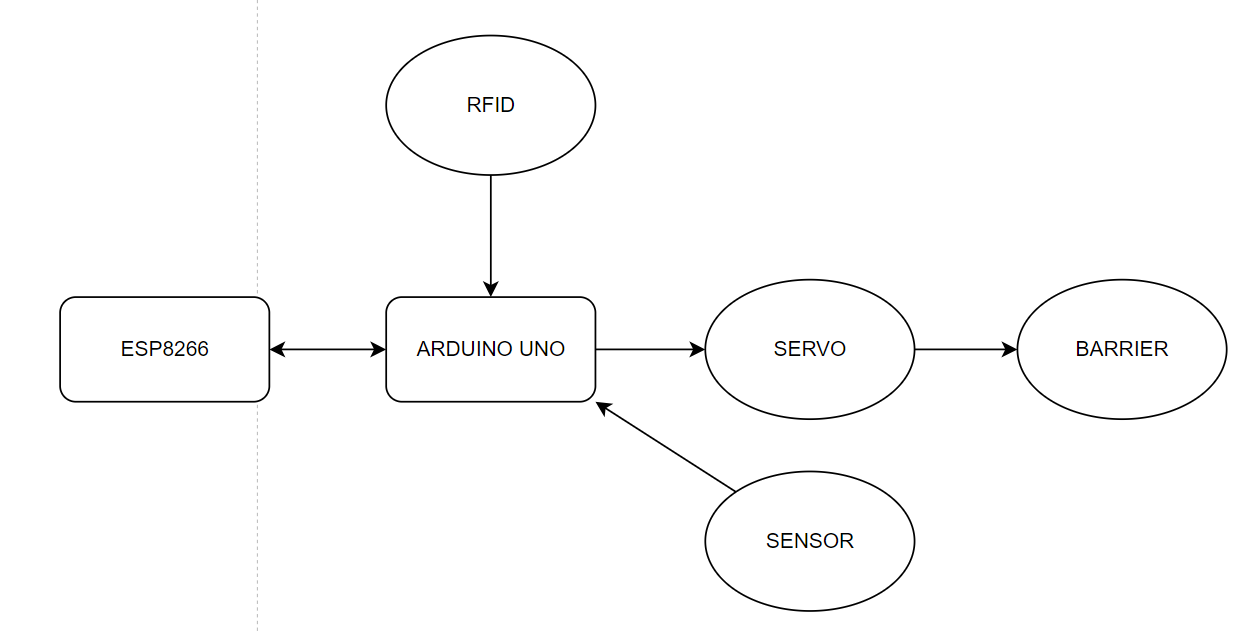 RFID
ESP8266
ARDUINO UNO
SERVO
BARRIER
SENSOR